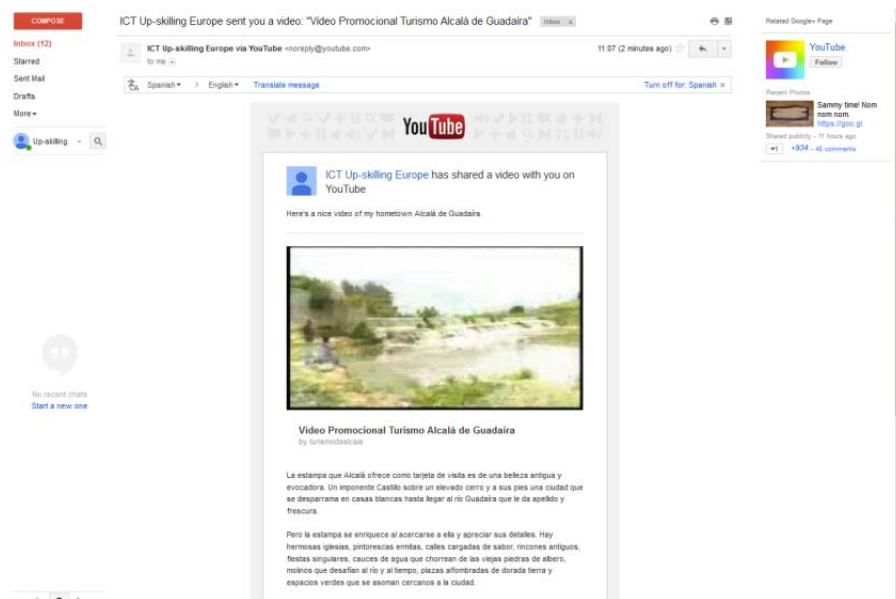 COMPOSE
Inbox (12)
Starred
Sent Mail
Drafts
More
Up-skilling
No recent chats
Start a new one
ICT Up-skilling Europe sent you a video: "Video Promocional Turismo Alcalá de Guadaíra" Inbox x
ICT Up-skilling Europe via YouTube <noreply@youtube.com>
to me
11:07 (2 minutes ago)
Spanish > English Translate message
Turn off for: Spanish x
YouTube
ICT Up-skilling Europe has shared a video with you on
YouTube
Here's a nice video of my hometown Alcalá de Guadaíra.
Video Promocional Turismo Alcalá de Guadaira
by turismodealcala
La estampa que Alcalá ofrece como tarjeta de visita es de una belleza antigua y
evocadora. Un imponente Castillo sobre un elevado cerro y a sus pies una ciudad que
se desparrama en casas blancas hasta llegar al río Guadaíra que le da apellido y
frescura.
Pero la estampa se enriquece al acercarse a ella y apreciar sus detalles. Hay
hermosas iglesias, pintorescas ermitas, calles cargadas de sabor, rincones antiguos,
fiestas singulares, cauces de agua que chorrean de las viejas piedras de albero,
molinos que desafían al río y al tiempo, plazas alfombradas de dorada tierra y
espacios verdes que se asoman cercanos a la ciudad.
Related Google+ Page
YouTube
Follow
Recent Photos
Sammy time! Nom
nom nom.
https://goo.gl
Shared publicly - 11 hours ago
+1 +934 - 45 comments